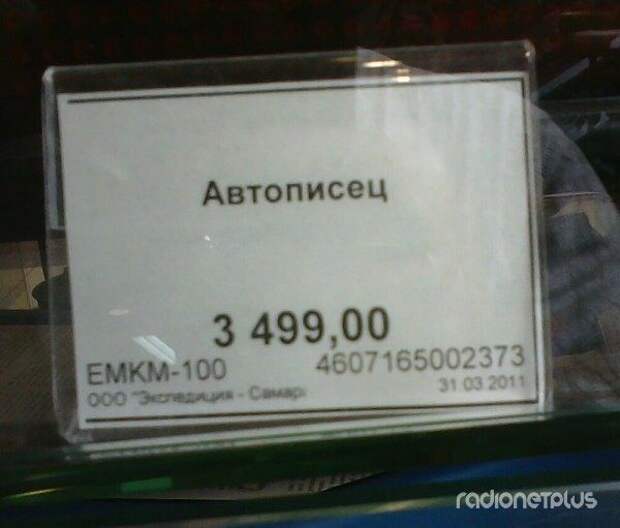 Автописец
3 499,00
EMKM-100 4607165002373
ООО "Экспедиция - Самар 31 03 2011
radionetplus